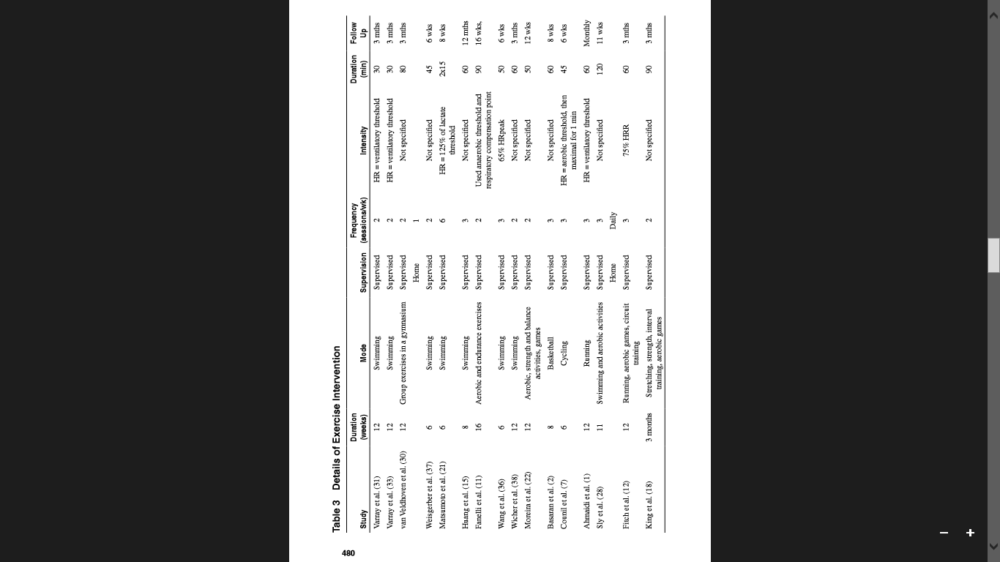 Table 3 Details of Exercise Intervention
Study Duration (weeks) Mode Supervision Frequency (sessions/wk) Intensity Duration (min) Follow Up
Varray et al. (31) 12 Swimming Supervised 2 HR = ventilatory threshold 30 3 mths
Varray et al. (33) 12 Swimming Supervised 2 HR = ventilatory threshold 30 3 mths
van Veldhoven et al. (30) 12 Group exercises in a gymnasium Supervised 2 Not specified 80 3 mths
Home 1
Weisgerber et al. (37) 6 Swimming Supervised 2 Not specified 45 6 wks
Matsumoto et al. (21) 6 Swimming Supervised 6 HR = 125% of lactate 2x15 8 wks
threshold
Huang et al. (15) 8 Swimming Supervised 3 Not specified 60 12 mths
Fanelli et al. (11) 16 Aerobic and endurance exercises Supervised 2 Used anaerobic threshold and 90 16 wks,
respiratory compensation point
Wang et al. (36) 6 Swimming Supervised 3 65% HRpeak 50 6 wks
Wicher et al. (38) 12 Swimming Supervised 2 Not specified 60 3 mths
Moreira et al. (22) 12 Aerobic, strength and balance Supervised 2 Not specified 50 12 wks
activities, games
Basaran et al. (2) 8 Basketball Supervised 3 Not specified 60 8 wks
Counil et al. (7) 6 Cycling Supervised 3 HR = aerobic threshold, then 45 6 wks
maximal for 1 min
Ahmaidi et al. (1) 12 Running Supervised 3 HR = ventilatory threshold 60 Monthly
Sly et al. (28) 11 Swimming and aerobic activities Supervised 3 Not specified 120 11 wks
Home Daily
Fitch et al. (12) 12 Running, aerobic games, circuit Supervised 3 75% HRR 60 3 mths
training
King et al. (18) 3 months Stretching, strength, interval Supervised 2 Not specified 90 3 mths
training, aerobic games
480